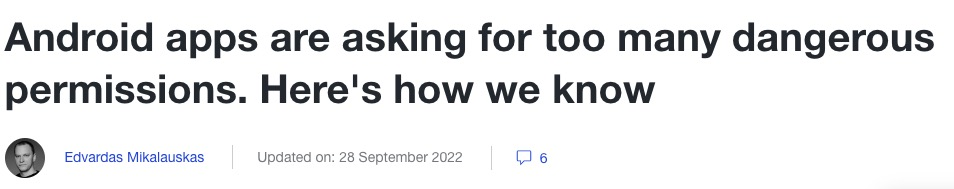 Android apps are asking for too many dangerous
permissions. Here's how we know
Edvardas Mikalauskas Updated on: 28 September 2022 6